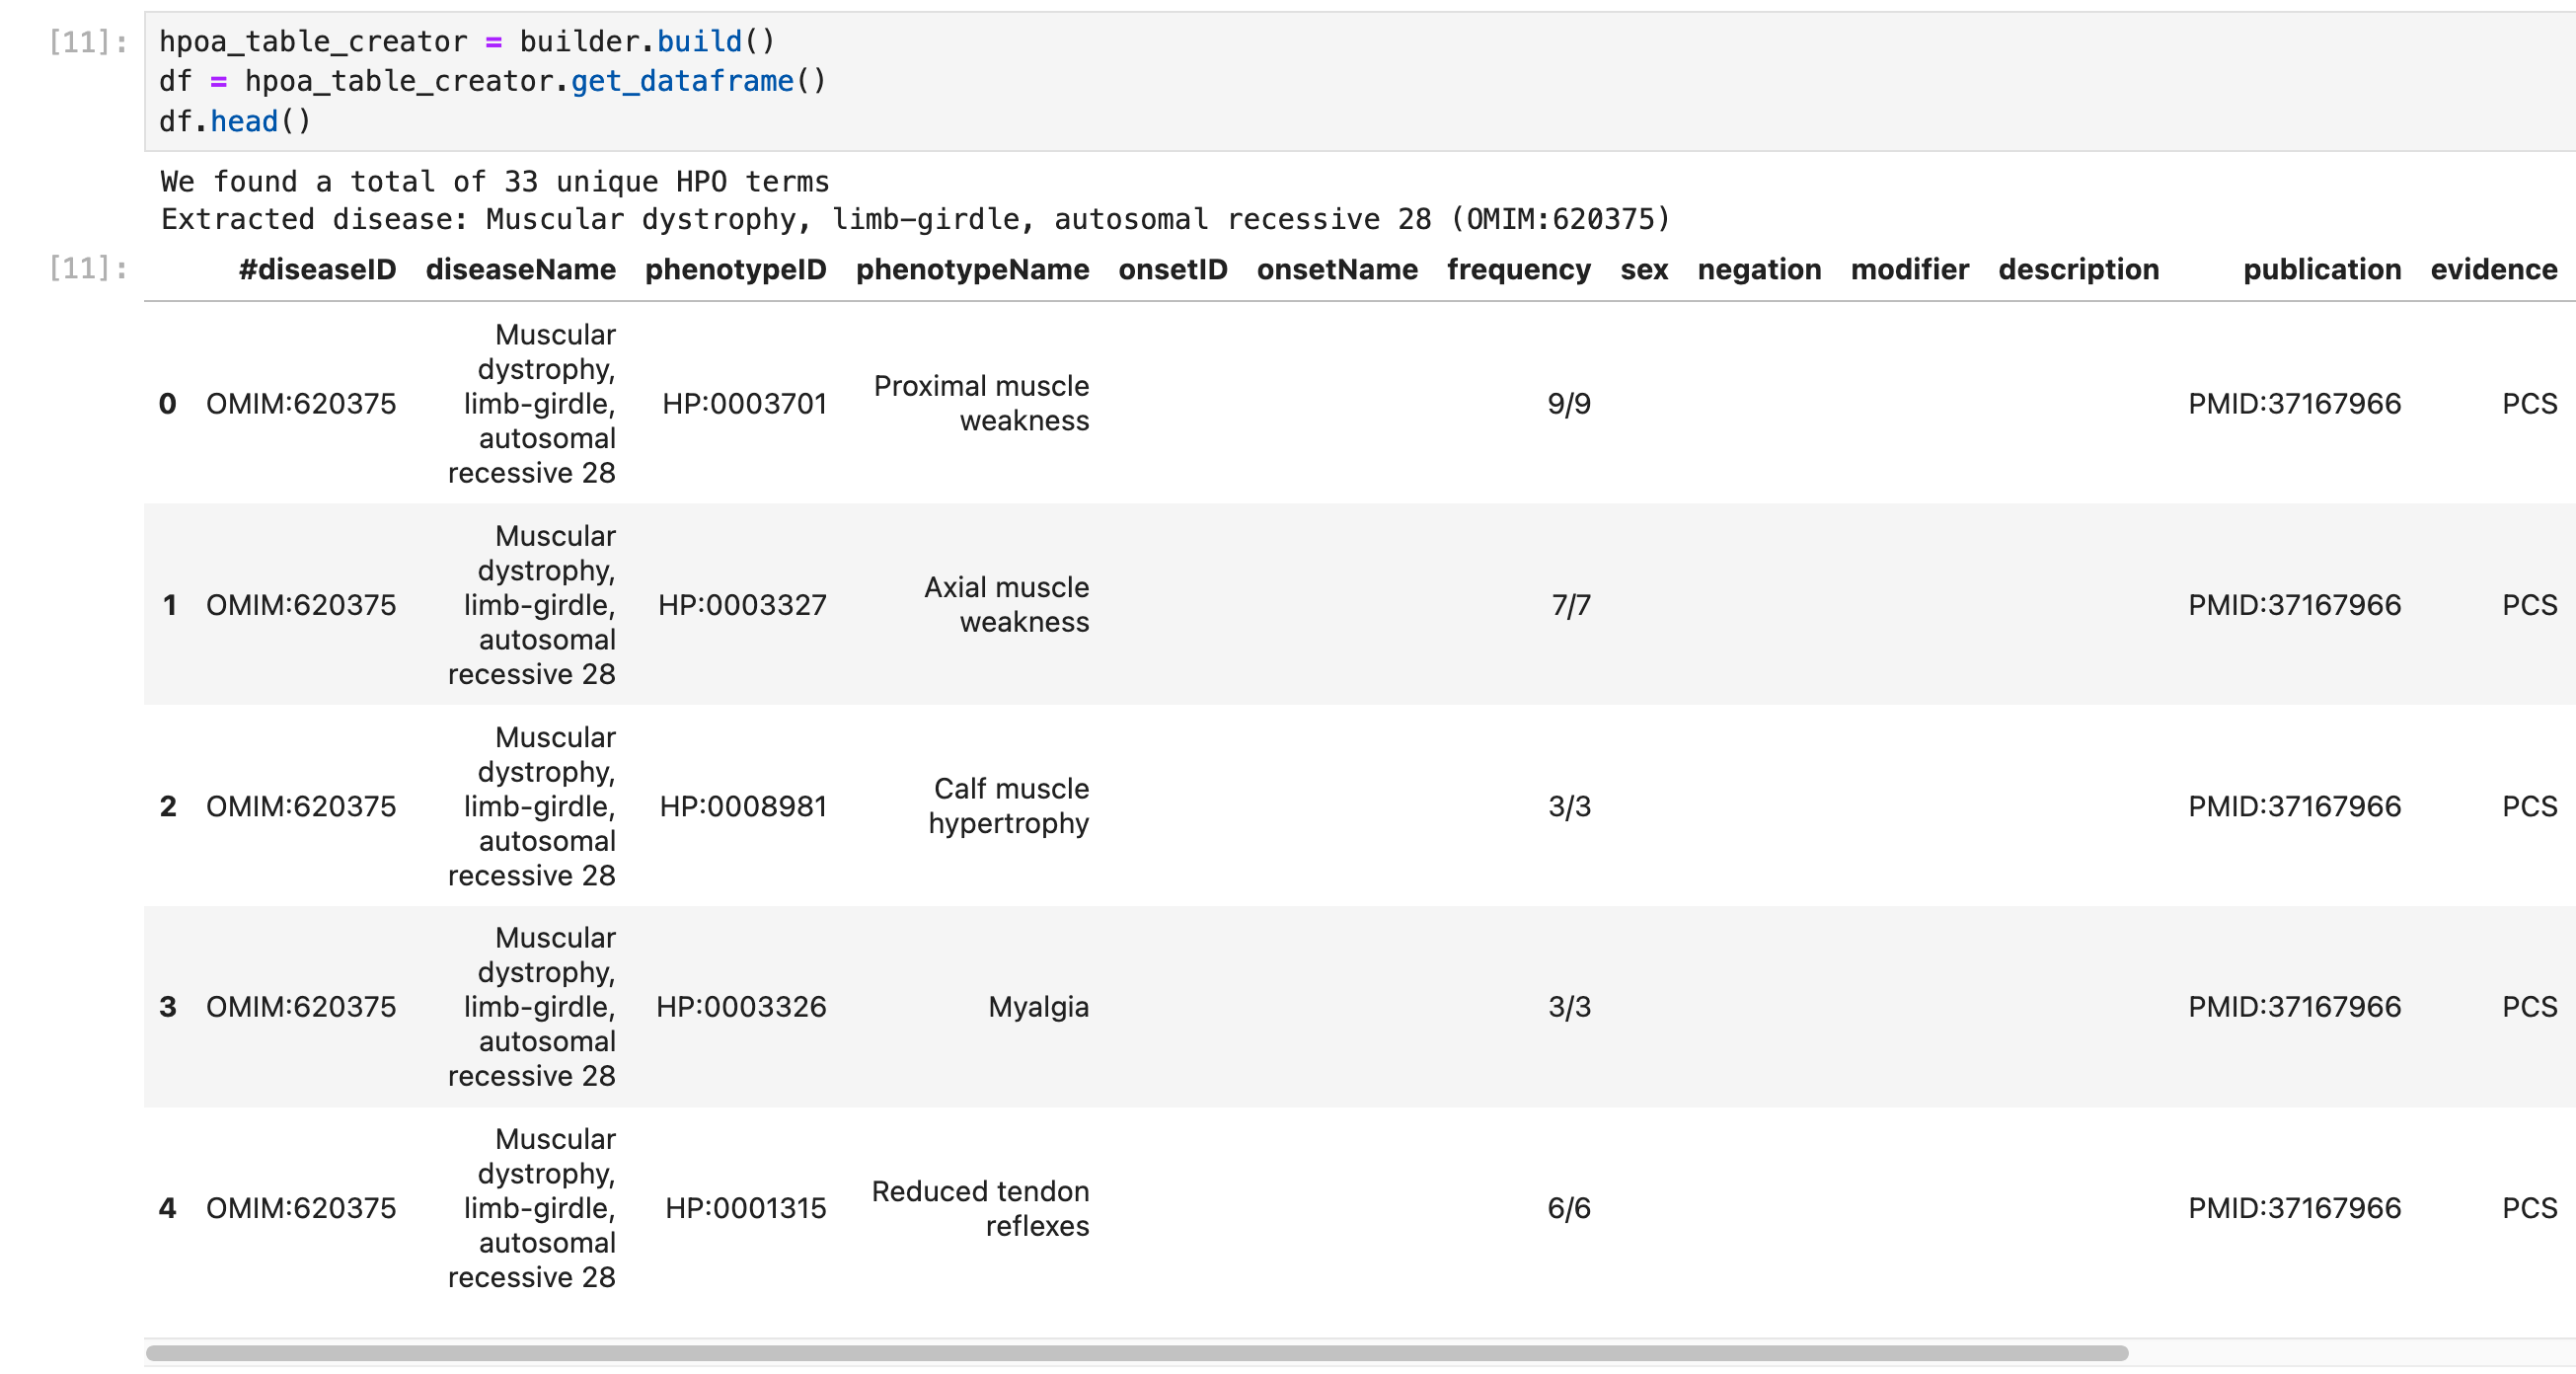 [11]: hpoa_table_creator = builder.build()
df = hpoa_table_creator.get_dataframe()
df.head()
We found a total of 33 unique HPO terms
Extracted disease: Muscular dystrophy, limb-girdle, autosomal recessive 28 (OMIM:620375)
[11]: #diseaseID diseaseName phenotypeID phenotypeName onsetID onsetName frequency sex negation modifier description publication evidence
Muscular
dystrophy,
0 OMIM:620375 limb-girdle, HP:0003701 Proximal muscle weakness 9/9 PMID:37167966 PCS
autosomal
recessive 28
Muscular
dystrophy,
1 OMIM:620375 limb-girdle, HP:0003327 Axial muscle weakness 7/7 PMID:37167966 PCS
autosomal
recessive 28
Muscular
dystrophy,
2 OMIM:620375 limb-girdle, HP:0008981 Calf muscle hypertrophy 3/3 PMID:37167966 PCS
autosomal
recessive 28
Muscular
dystrophy,
3 OMIM:620375 limb-girdle, HP:0003326 Myalgia 3/3 PMID:37167966 PCS
autosomal
recessive 28
Muscular
dystrophy,
4 OMIM:620375 limb-girdle, HP:0001315 Reduced tendon reflexes 6/6 PMID:37167966 PCS
autosomal
recessive 28